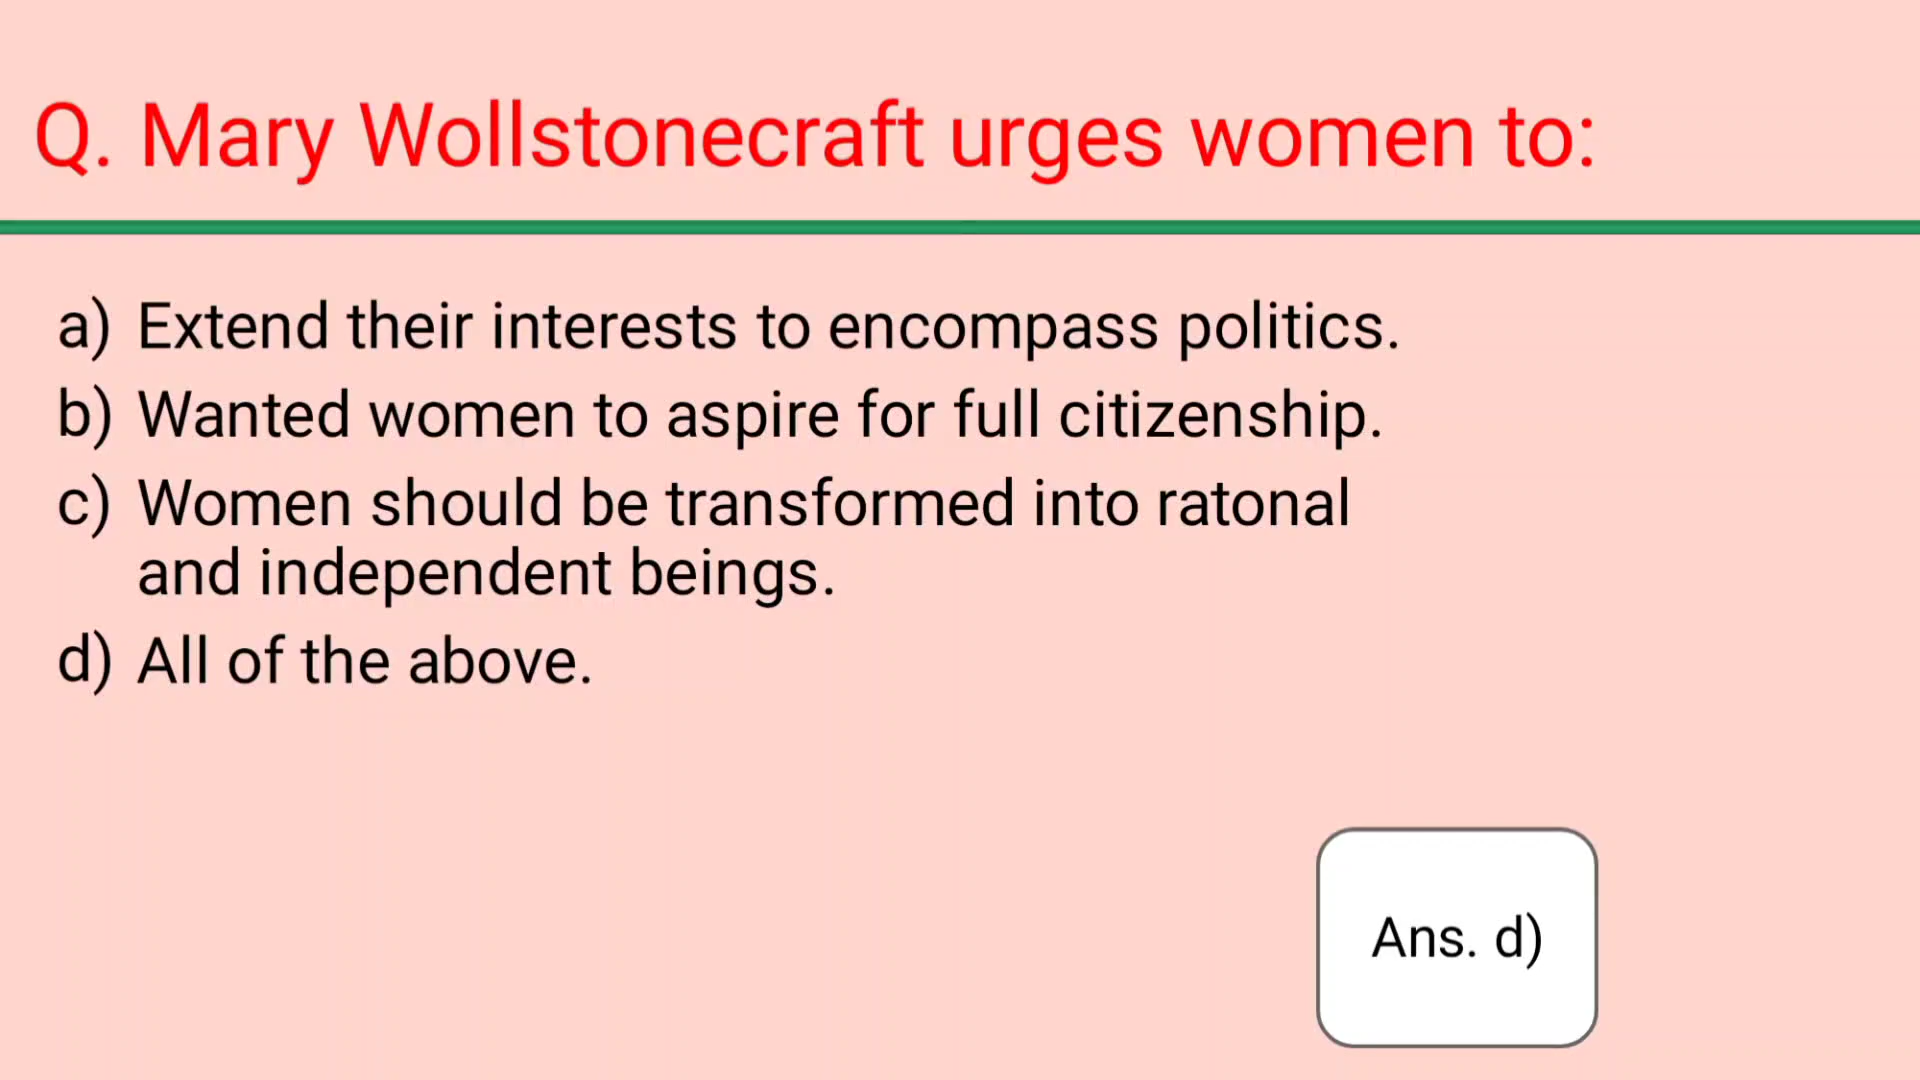 Q. Mary Wollstonecraft urges women to:
a) Extend their interests to encompass politics.
b) Wanted women to aspire for full citizenship.
c) Women should be transformed into ratonal
and independent beings.
d) All of the above.
Ans. d)